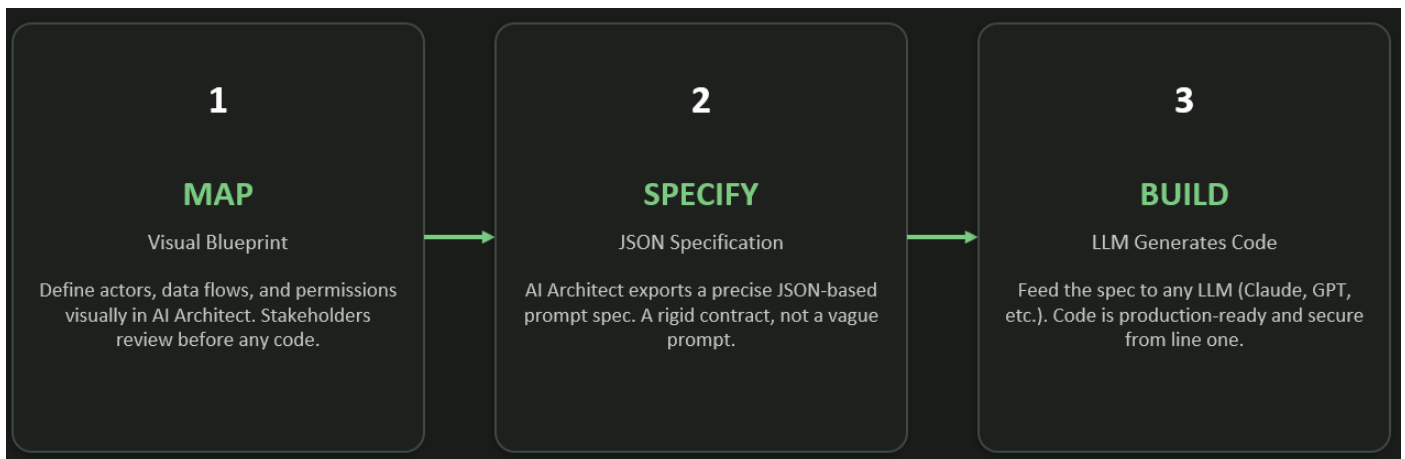 1
MAP
Visual Blueprint
Define actors, data flows, and permissions
visually in AI Architect. Stakeholders
review before any code.
2
SPECIFY
JSON Specification
AI Architect exports a precise JSON-based
prompt spec. A rigid contract, not a vague
prompt.
3
BUILD
LLM Generates Code
Feed the spec to any LLM (Claude, GPT,
etc.). Code is production-ready and secure
from line one.